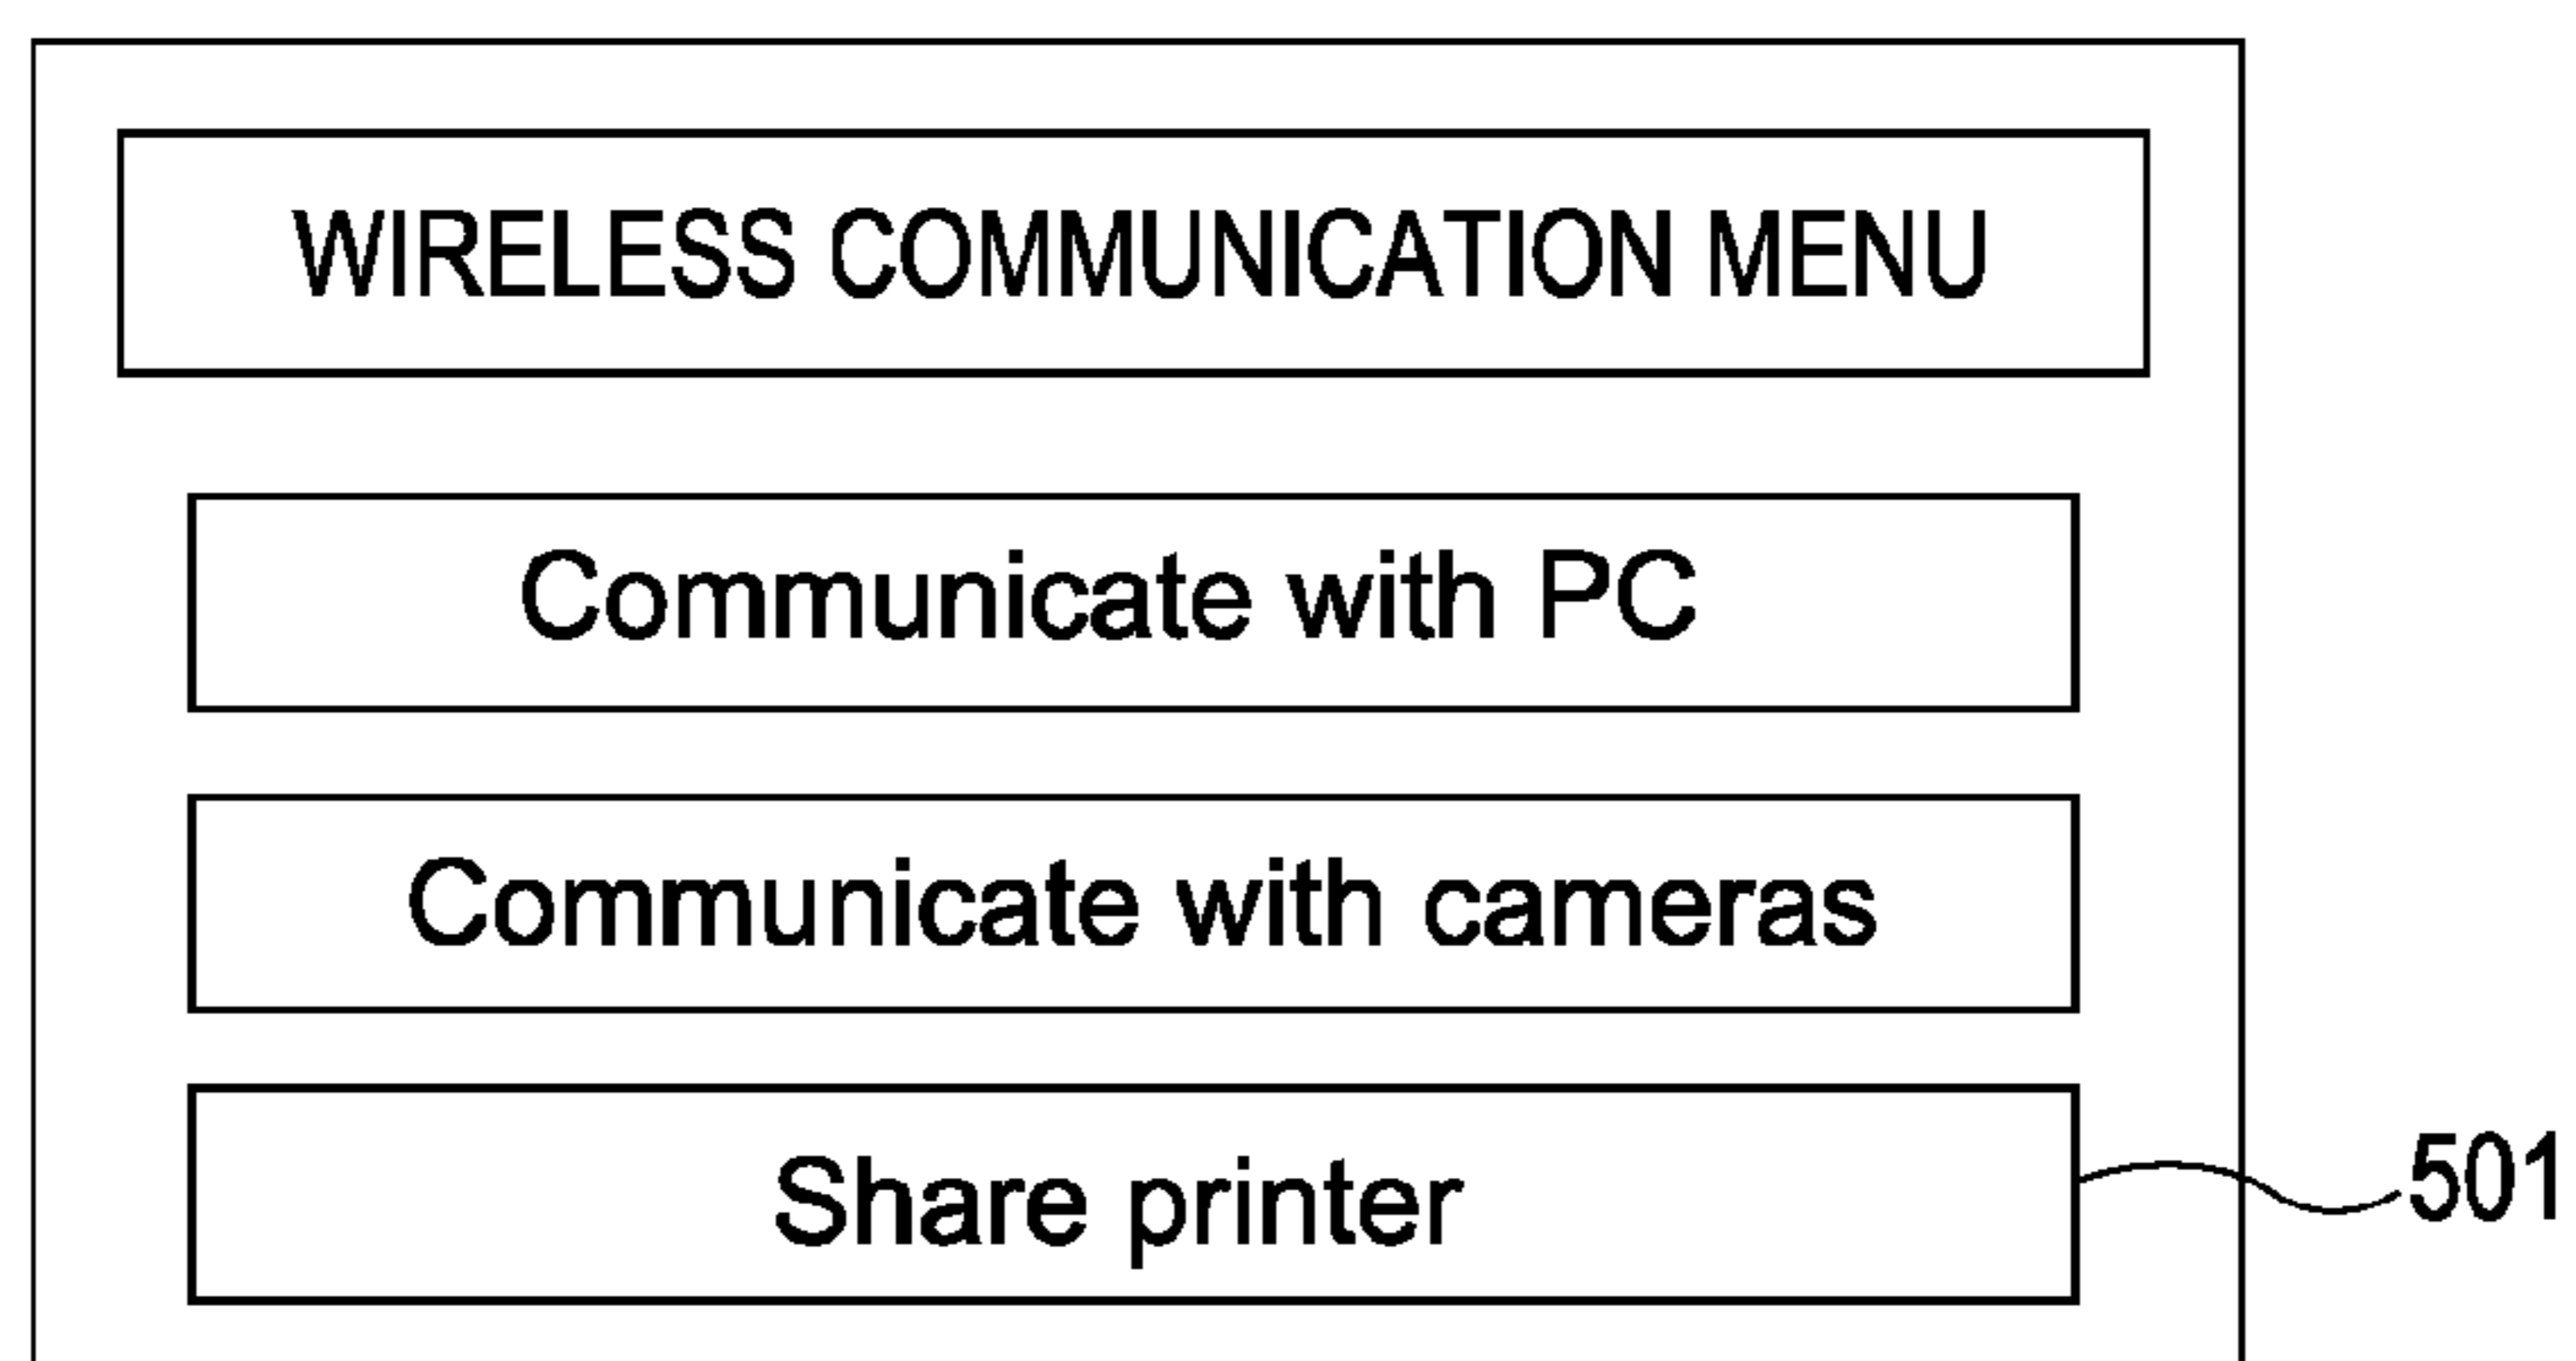 WIRELESS COMMUNICATION MENU
Communicate with PC
Communicate with cameras
Share printer
501